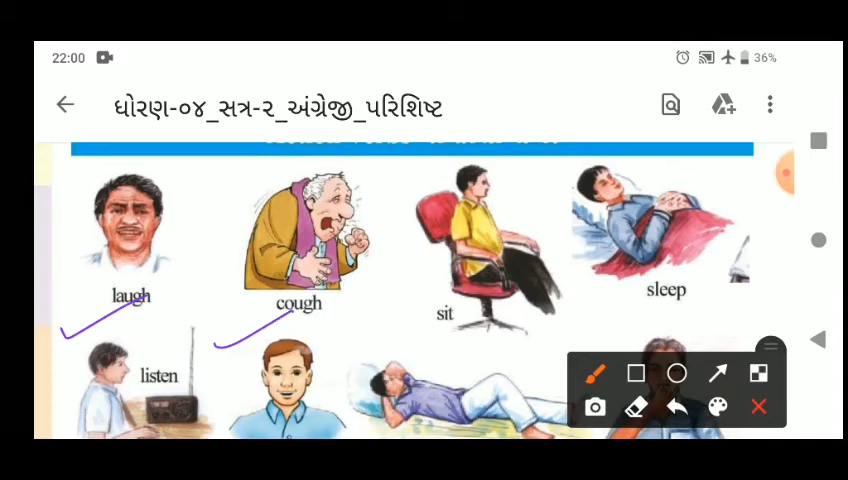 22:00
36%
ધોરણ-૦૪_સત્ર-૨_અંગ્રેજી_પરિશિષ્ટ
laugh
cough
sit
sleep
listen